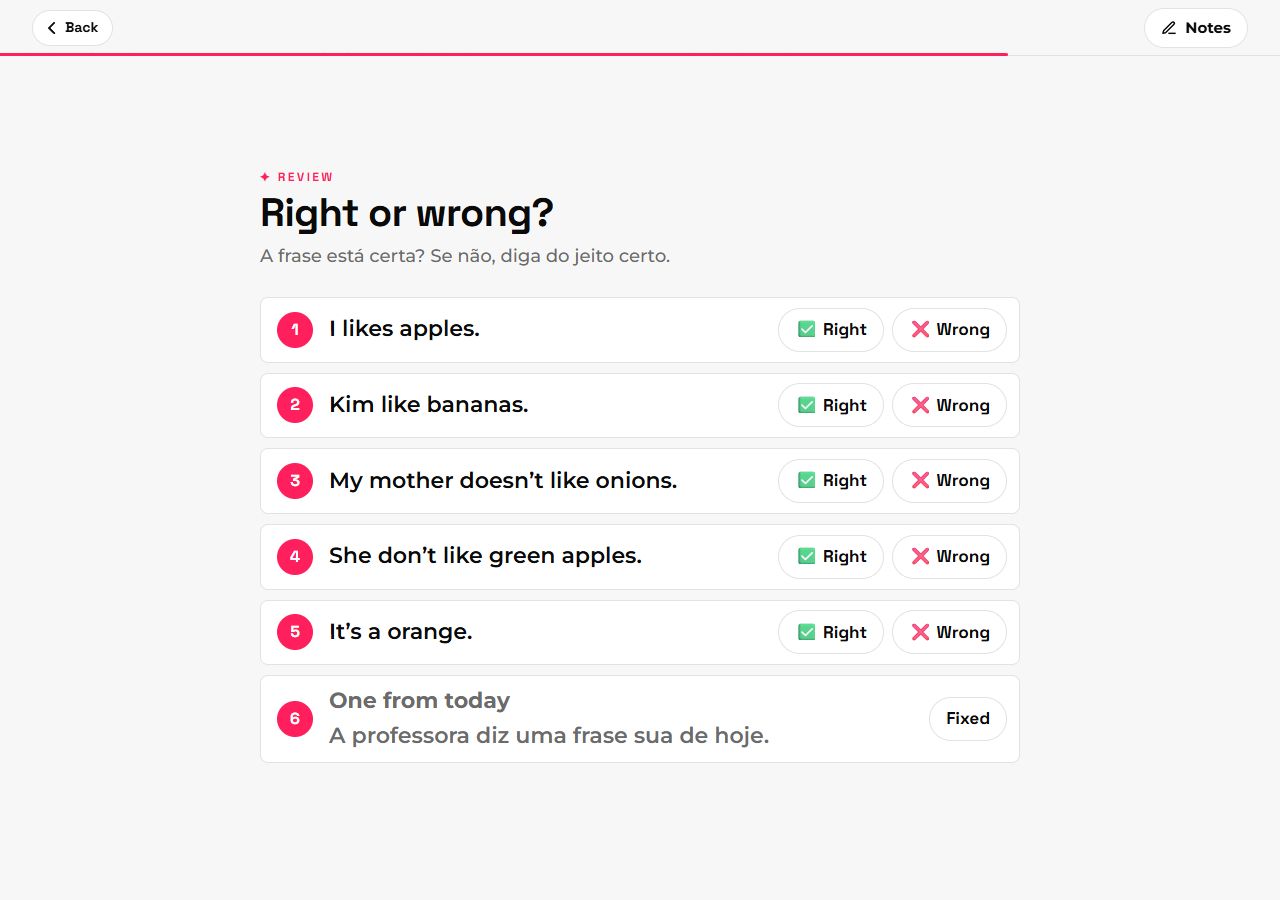 Back
Notes
REVIEW
Right or wrong?
A frase está certa? Se não, diga do jeito certo.
1 I likes apples. Right Wrong
2 Kim like bananas. Right Wrong
3 My mother doesn’t like onions. Right Wrong
4 She don’t like green apples. Right Wrong
5 It’s a orange. Right Wrong
6 One from today
A professora diz uma frase sua de hoje. Fixed